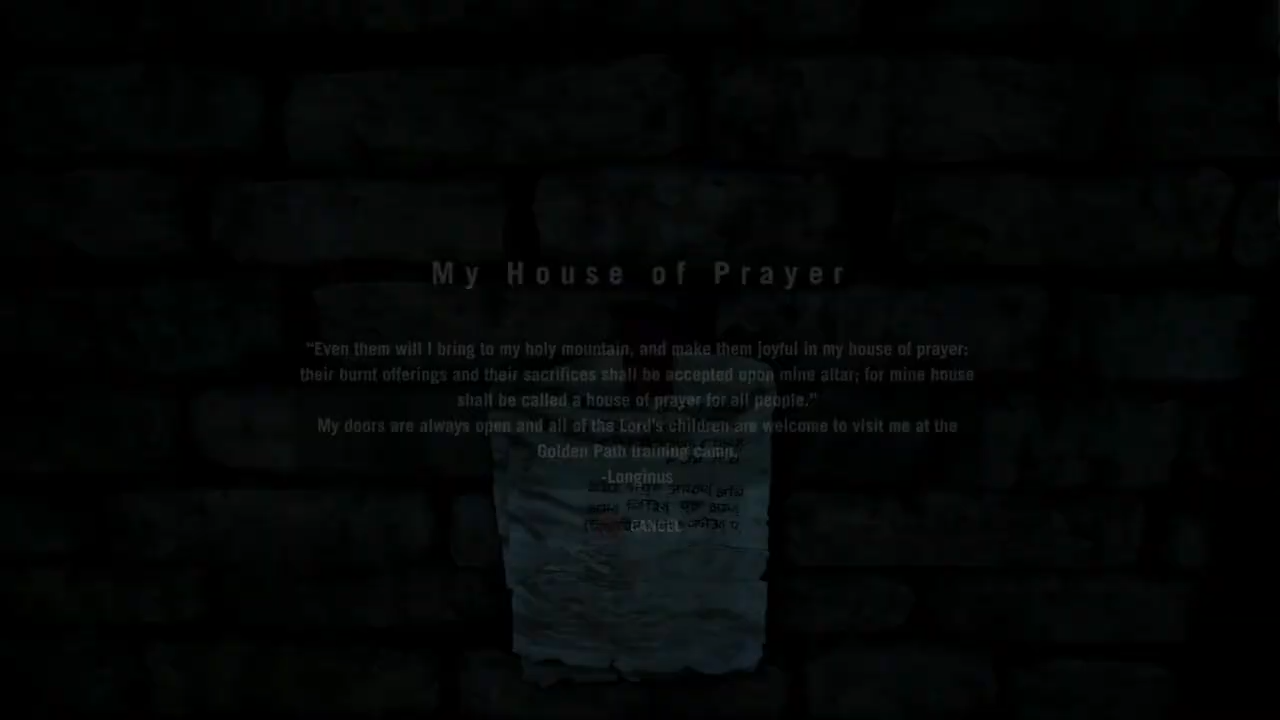 My House of Prayer
“Even them will I bring to my holy mountain, and make them joyful in my house of prayer:
their burnt offerings and their sacrifices shall be accepted upon mine altar; for mine house
shall be called a house of prayer for all people.”
My doors are always open and all of the Lord's children are welcome to visit me at the
Golden Path training camp.
-Longinus
CANCEL